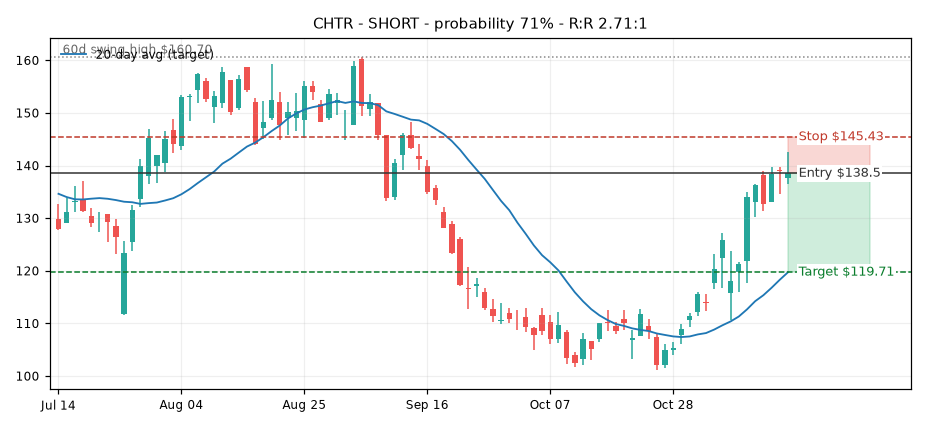 CHTR - SHORT - probability 71% - R:R 2.71:1
60d swing high $160.70
20-day avg (target)
160
150
140
130
120
110
100
Stop $145.43
Entry $138.5
Target $119.71
Jul 14
Aug 04
Aug 25
Sep 16
Oct 07
Oct 28